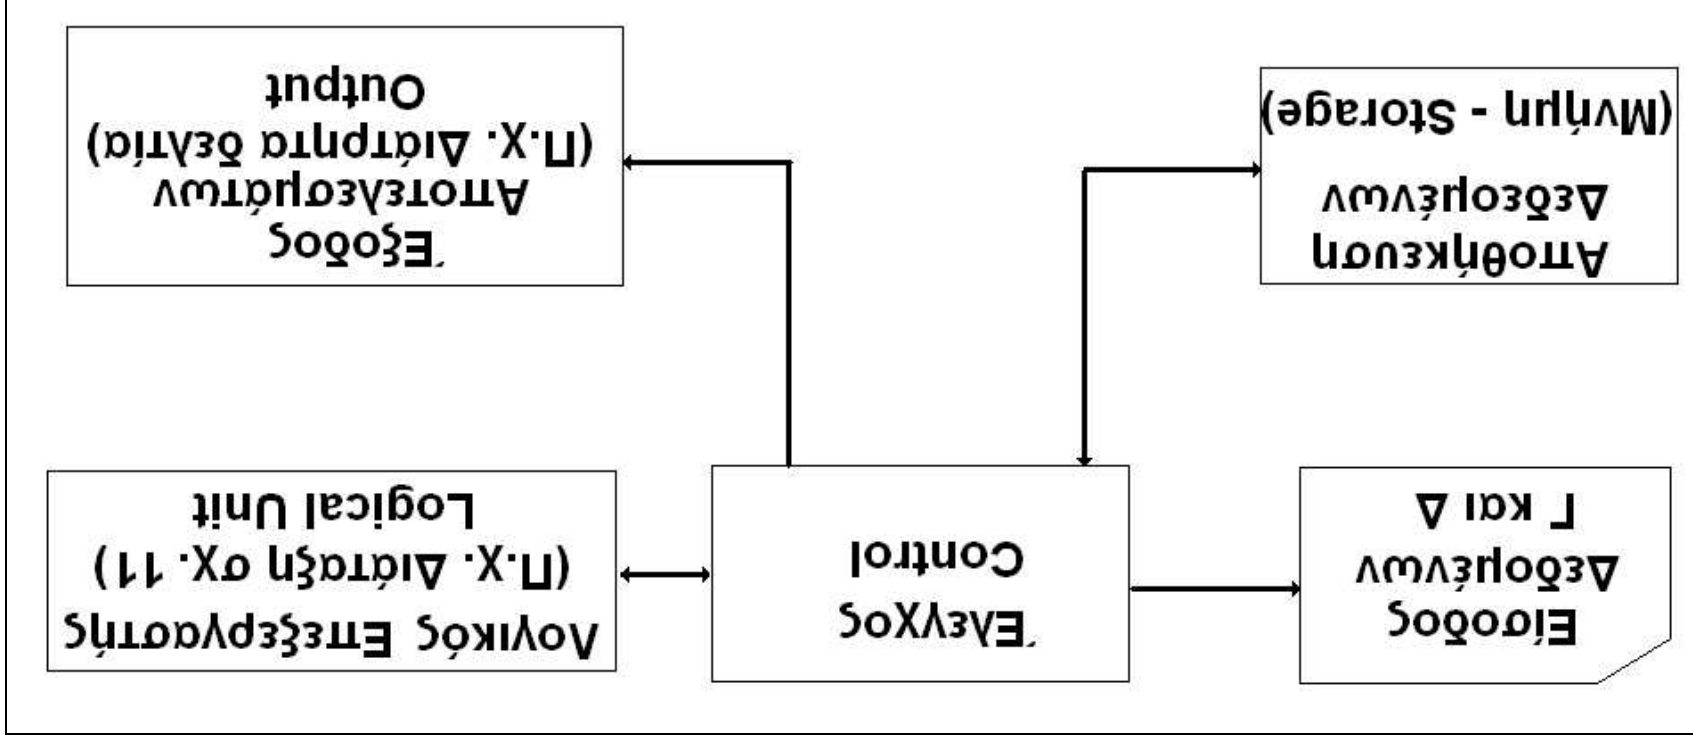 Είσοδος
Δεδομένων
Γ και Δ
Έλεγχος
Control
Λογικός Επεξεργαστής
(Π.χ. Διάταξη σχ. 11)
Logical Unit
Αποθήκευση
Δεδεομένων
(Μνήμη - Storage)
Έξοδος
Αποτελεσμάτων
(Π.χ. Διάτρητα δελτία)
Output